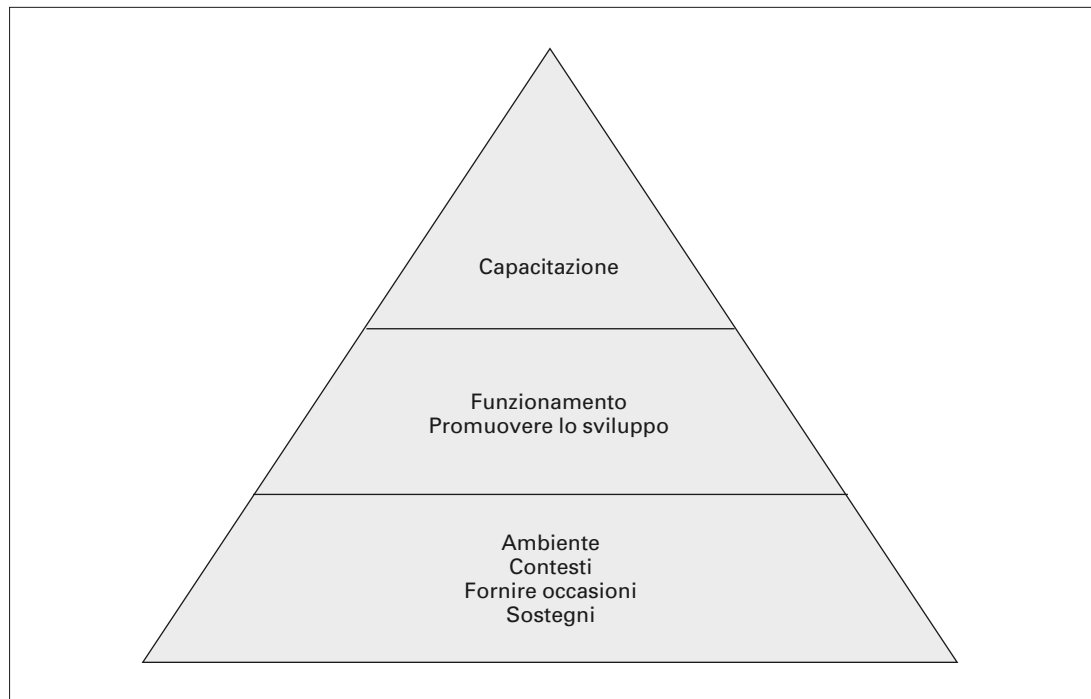 Capacitazione
Funzionamento
Promuovere lo sviluppo
Ambiente
Contesti
Fornire occasioni
Sostegni